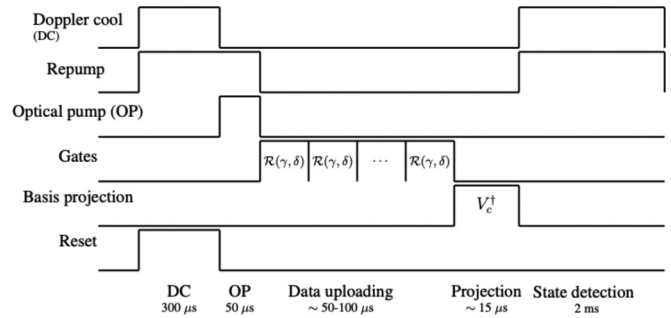 Doppler cool
(DC)
Repump
Optical pump (OP)
Gates
R(γ, δ) R(γ, δ) ··· R(γ, δ)
Basis projection
V_c^†
Reset
DC OP Data uploading Projection State detection
300 μs 50 μs ~ 50-100 μs ~ 15 μs 2 ms